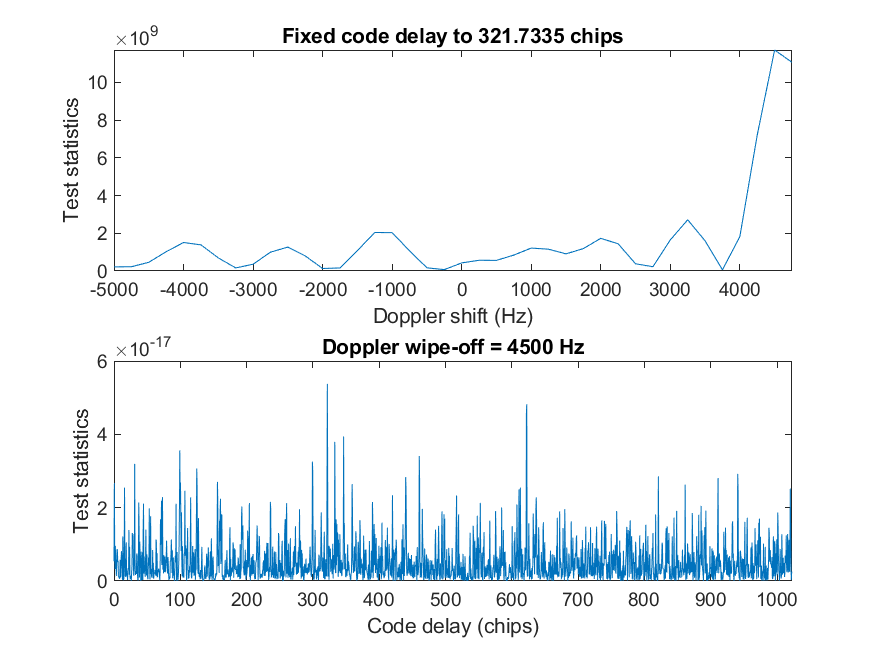 ×10^9
Fixed code delay to 321.7335 chips
10
8
6
4
2
0
Test statistics
-5000 -4000 -3000 -2000 -1000 0 1000 2000 3000 4000
Doppler shift (Hz)
×10^-17
Doppler wipe-off = 4500 Hz
6
4
2
0
Test statistics
0 100 200 300 400 500 600 700 800 900 1000
Code delay (chips)